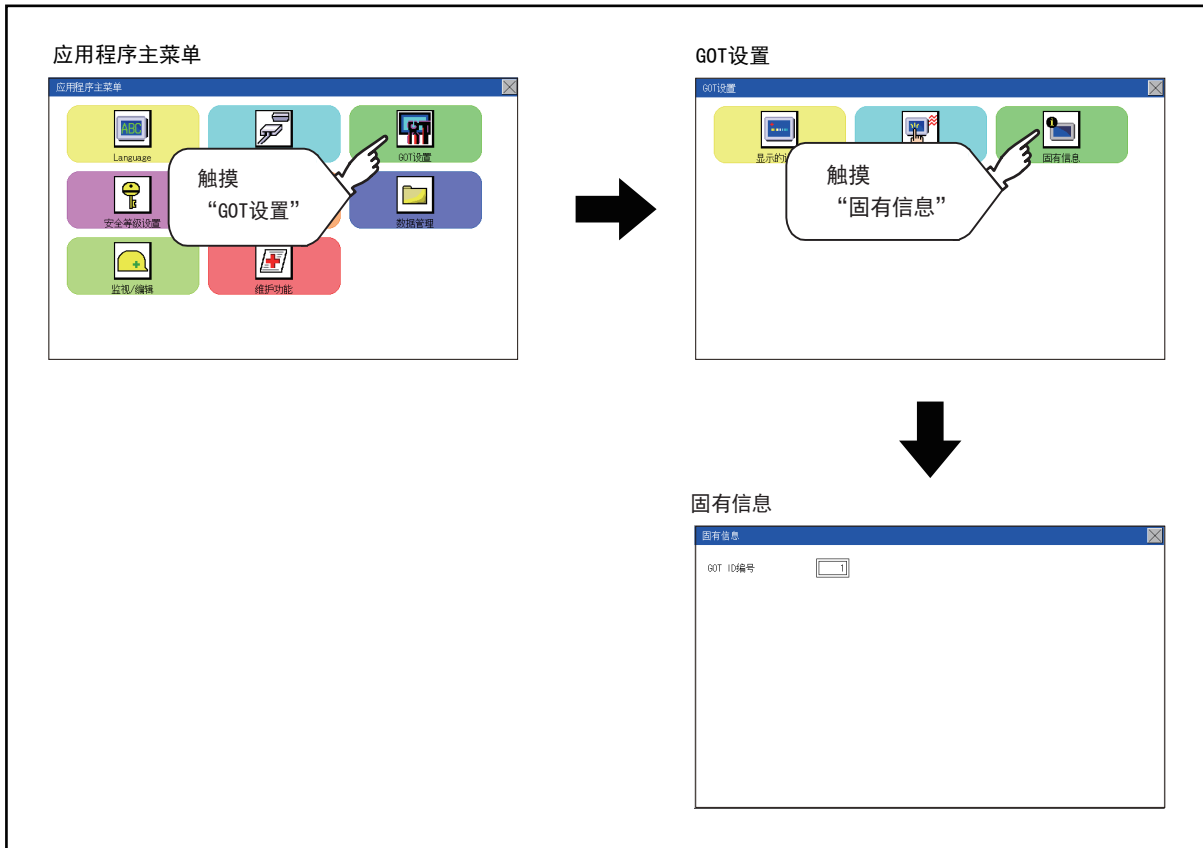 应用程序主菜单
应用程序主菜单
Language
GOT设置
触摸
“GOT设置”
安全等级设置
数据管理
监视/编辑
维护功能
GOT设置
GOT设置
显示的
固有信息
触摸
“固有信息”
固有信息
固有信息
GOT ID编号
1